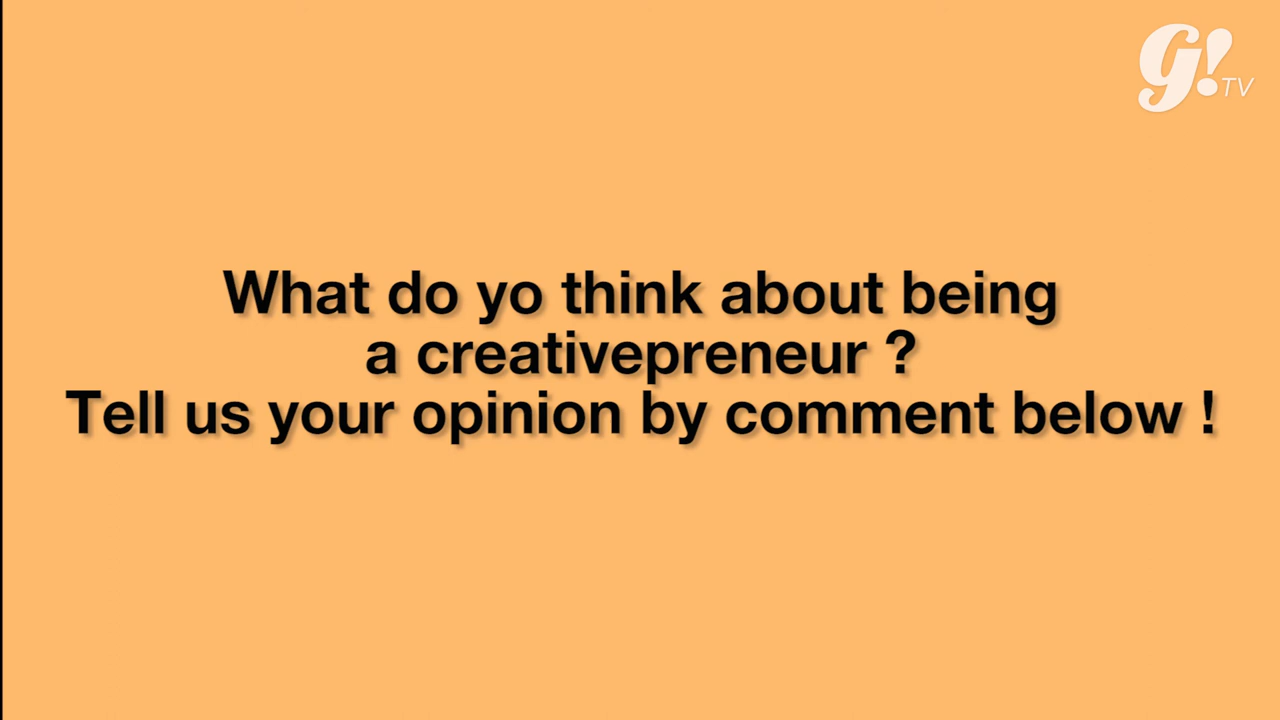 G! TV
What do yo think about being
a creativepreneur ?
Tell us your opinion by comment below !